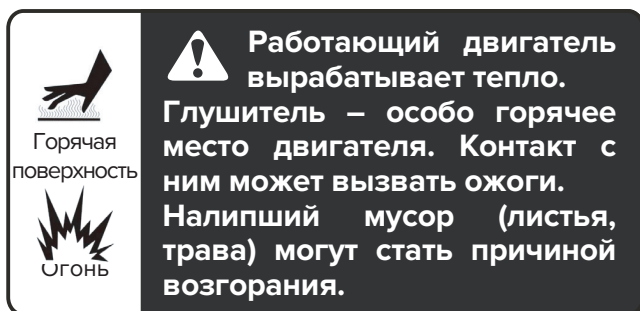 Горячая
поверхность
Огонь
Работающий двигатель
вырабатывает тепло.
Глушитель – особо горячее
место двигателя. Контакт с
ним может вызвать ожоги.
Налипший мусор (листья,
трава) могут стать причиной
возгорания.